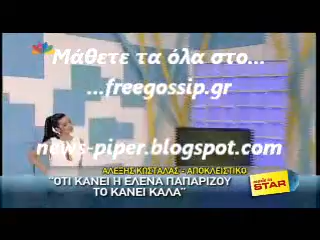 Μάθετε τα όλα στο...
...freegossip.gr
news-piper.blogspot.com
ΑΛΕΞΗΣ ΚΩΣΤΑΛΑΣ - ΑΠΟΚΛΕΙΣΤΙΚΟ
"ΟΤΙ ΚΑΝΕΙ Η ΕΛΕΝΑ ΠΑΠΑΡΙΖΟΥ
ΤΟ ΚΑΝΕΙ ΚΑΛΑ"
STAR